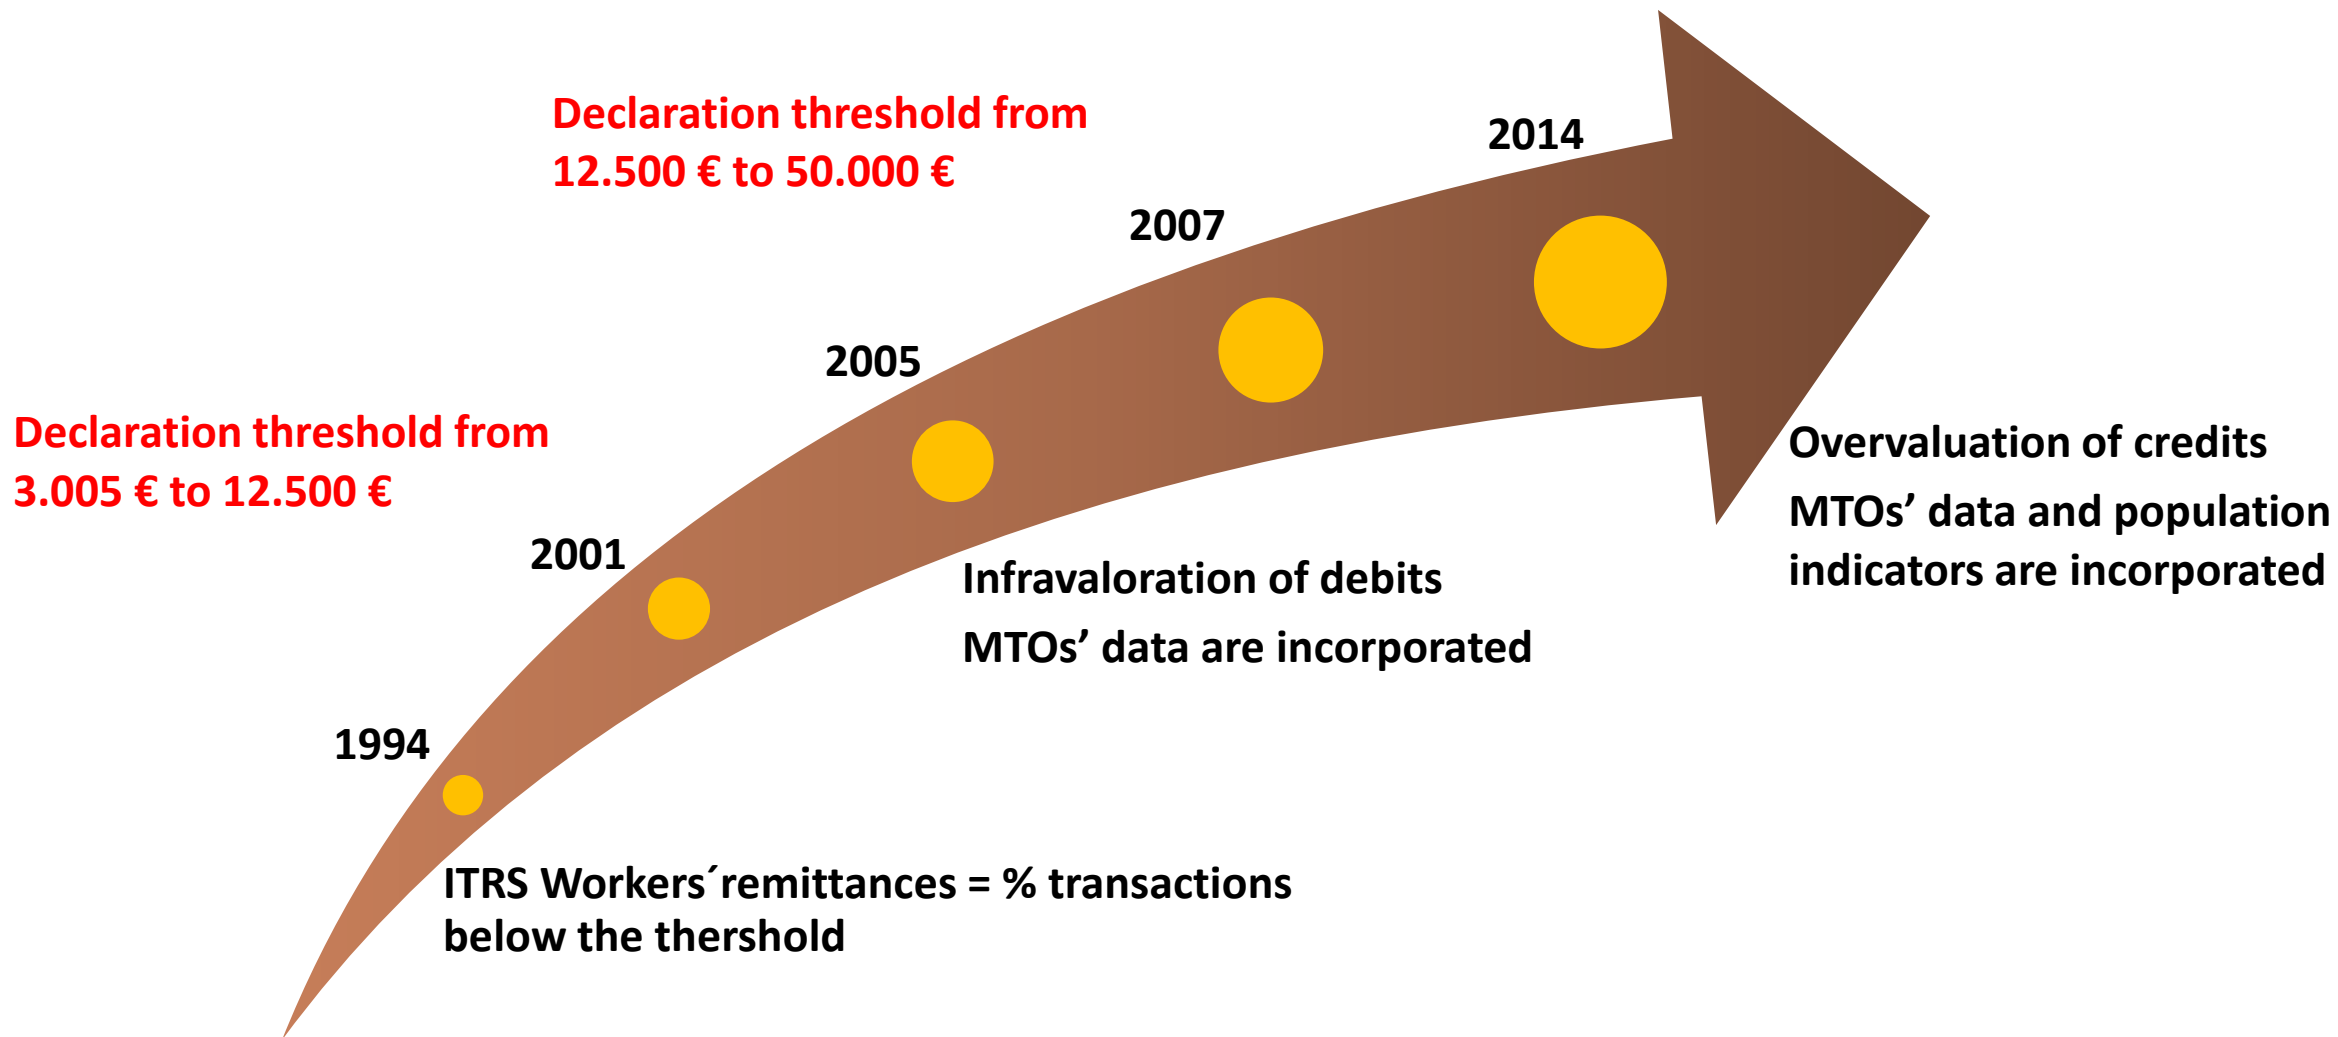 Declaration threshold from
12.500 € to 50.000 €
2014
2007
2005
Declaration threshold from
3.005 € to 12.500 €
Overvaluation of credits
MTOs’ data and population
indicators are incorporated
2001
Infravaloration of debits
MTOs’ data are incorporated
1994
ITRS Workers´remittances = % transactions
below the thershold